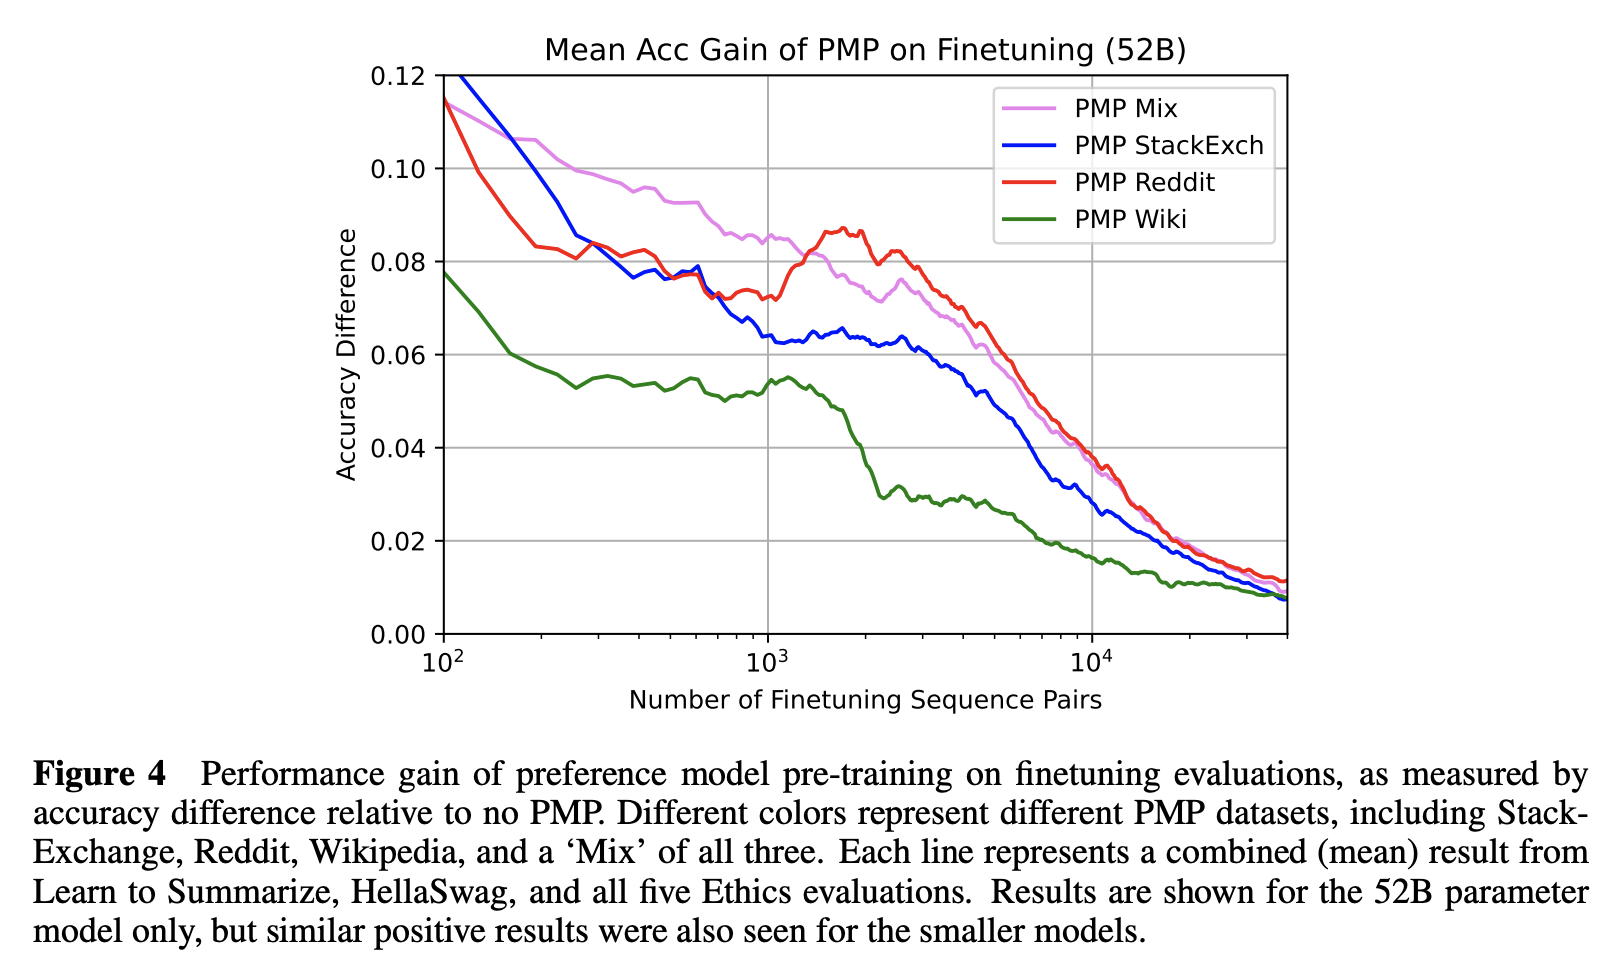 Mean Acc Gain of PMP on Finetuning (52B)
0.12
0.10
0.08
0.06
0.04
0.02
0.00
Accuracy Difference
PMP Mix
PMP StackExch
PMP Reddit
PMP Wiki
10² 10³ 10⁴
Number of Finetuning Sequence Pairs
Figure 4 Performance gain of preference model pre-training on finetuning evaluations, as measured by
accuracy difference relative to no PMP. Different colors represent different PMP datasets, including Stack-
Exchange, Reddit, Wikipedia, and a ‘Mix’ of all three. Each line represents a combined (mean) result from
Learn to Summarize, HellaSwag, and all five Ethics evaluations. Results are shown for the 52B parameter
model only, but similar positive results were also seen for the smaller models.